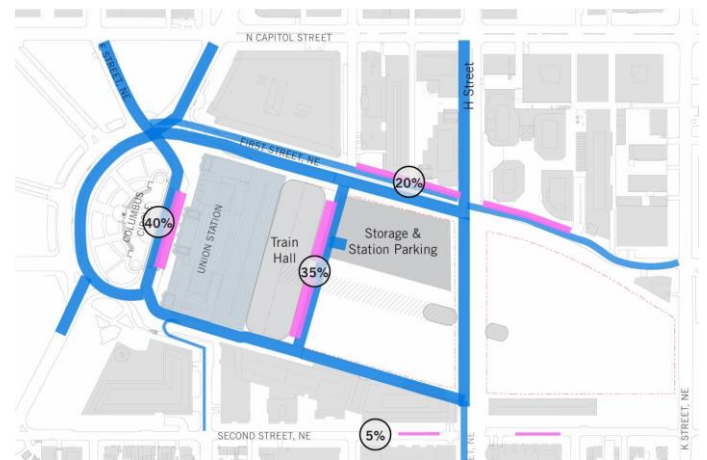 N CAPITOL STREET
E STREET, NE
H Street
FIRST STREET, NE
20%
COLUMBUS
CIRCLE
40%
UNION STATION
Train
Hall
Storage &
Station Parking
35%
SECOND STREET, NE
5%
K STREET, NE